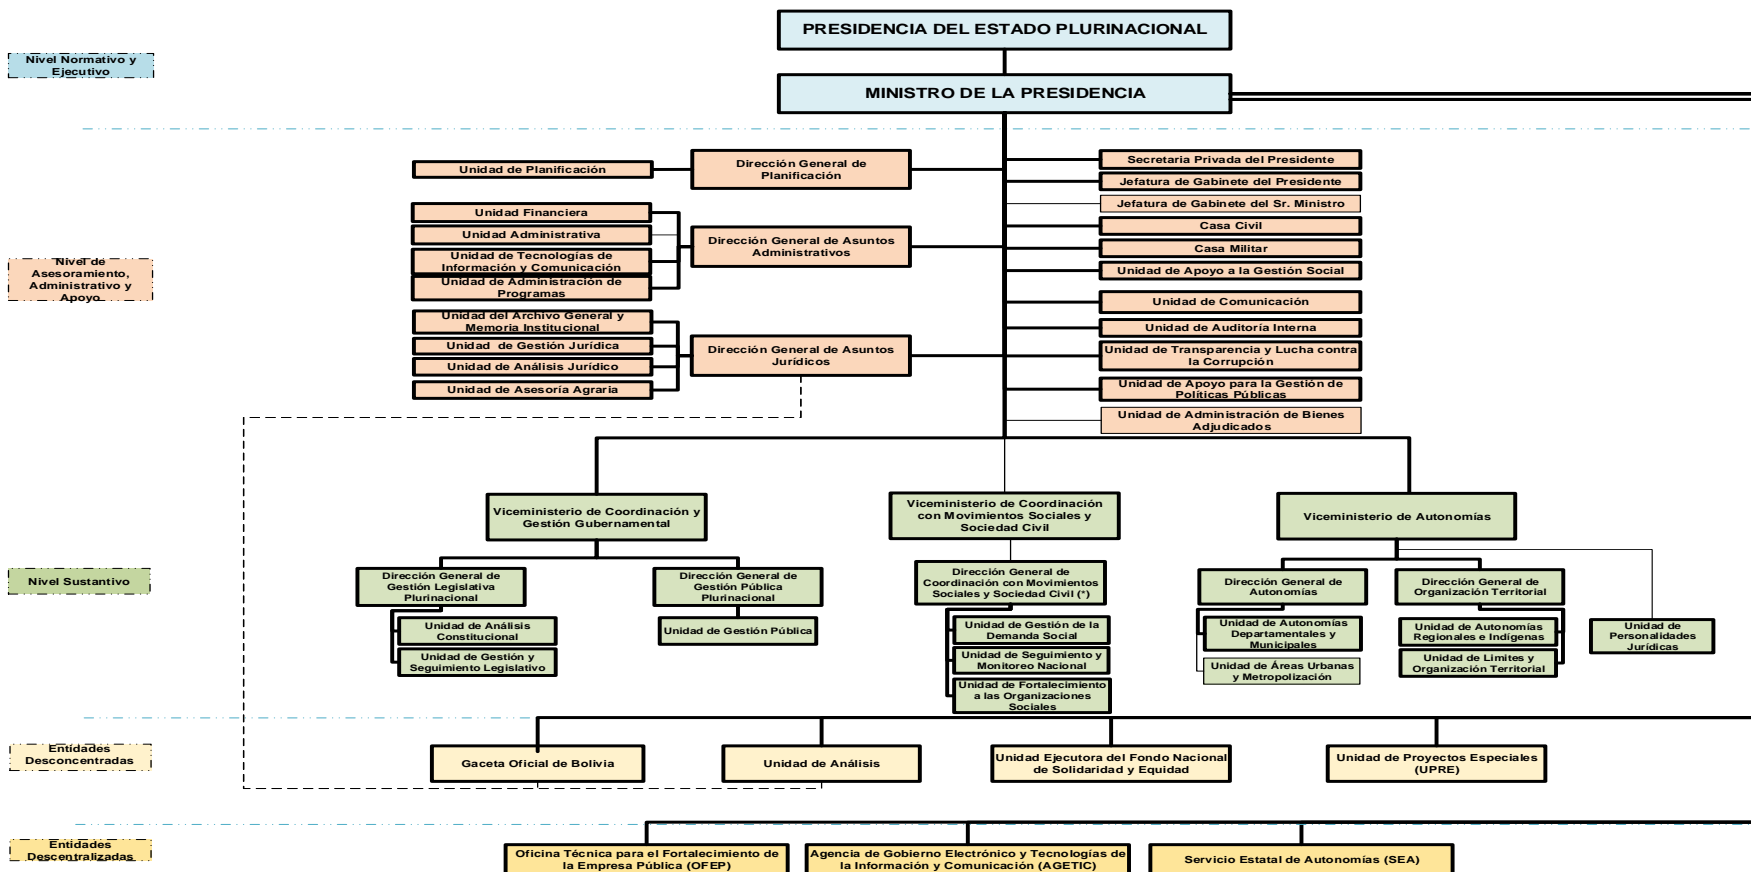 PRESIDENCIA DEL ESTADO PLURINACIONAL
Nivel Normativo y
Ejecutivo
MINISTRO DE LA PRESIDENCIA
Nivel de
Asesoramiento,
Administrativo y
Apoyo
Unidad de Planificación
Dirección General de
Planificación
Unidad Financiera
Unidad Administrativa
Unidad de Tecnologías de
Información y Comunicación
Unidad de Administración de
Programas
Dirección General de Asuntos
Administrativos
Unidad del Archivo General y
Memoria Institucional
Unidad de Gestión Jurídica
Unidad de Análisis Jurídico
Unidad de Asesoría Agraria
Dirección General de Asuntos
Jurídicos
Secretaria Privada del Presidente
Jefatura de Gabinete del Presidente
Jefatura de Gabinete del Sr. Ministro
Casa Civil
Casa Militar
Unidad de Apoyo a la Gestión Social
Unidad de Comunicación
Unidad de Auditoría Interna
Unidad de Transparencia y Lucha contra
la Corrupción
Unidad de Apoyo para la Gestión de
Políticas Públicas
Unidad de Administración de Bienes
Adjudicados
Nivel Sustantivo
Viceministerio de Coordinación y
Gestión Gubernamental
Dirección General de
Gestión Legislativa
Plurinacional
Unidad de Análisis
Constitucional
Unidad de Gestión y
Seguimiento Legislativo
Dirección General de
Gestión Pública
Plurinacional
Unidad de Gestión Pública
Viceministerio de Coordinación
con Movimientos Sociales y
Sociedad Civil
Dirección General de
Coordinación con Movimientos
Sociales y Sociedad Civil (*)
Unidad de Gestión de la
Demanda Social
Unidad de Seguimiento y
Monitoreo Nacional
Unidad de Fortalecimiento
a las Organizaciones
Sociales
Viceministerio de Autonomías
Dirección General de
Autonomías
Unidad de Autonomías
Departamentales y
Municipales
Unidad de Áreas Urbanas
y Metropolización
Dirección General de
Organización Territorial
Unidad de Autonomías
Regionales e Indígenas
Unidad de Limites y
Organización Territorial
Unidad de
Personalidades
Jurídicas
Entidades
Desconcentradas
Gaceta Oficial de Bolivia
Unidad de Análisis
Unidad Ejecutora del Fondo Nacional
de Solidaridad y Equidad
Unidad de Proyectos Especiales
(UPRE)
Entidades
Descentralizadas
Oficina Técnica para el Fortalecimiento de
la Empresa Pública (OFEP)
Agencia de Gobierno Electrónico y Tecnologías de
la Información y Comunicación (AGETIC)
Servicio Estatal de Autonomías (SEA)